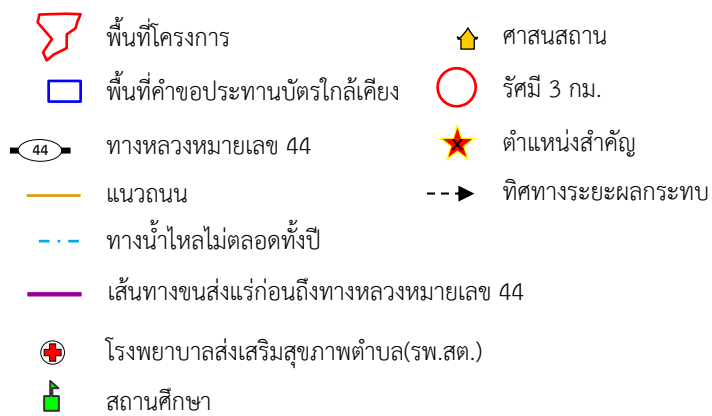 พื้นที่โครงการ
พื้นที่คำขอประทานบัตรใกล้เคียง
44 ทางหลวงหมายเลข 44
แนวถนน
ทางน้ำไหลไม่ตลอดทั้งปี
เส้นทางขนส่งแร่ก่อนถึงทางหลวงหมายเลข 44
โรงพยาบาลส่งเสริมสุขภาพตำบล(รพ.สต.)
สถานศึกษา
ศาสนสถาน
รัศมี 3 กม.
ตำแหน่งสำคัญ
ทิศทางระยะผลกระทบ